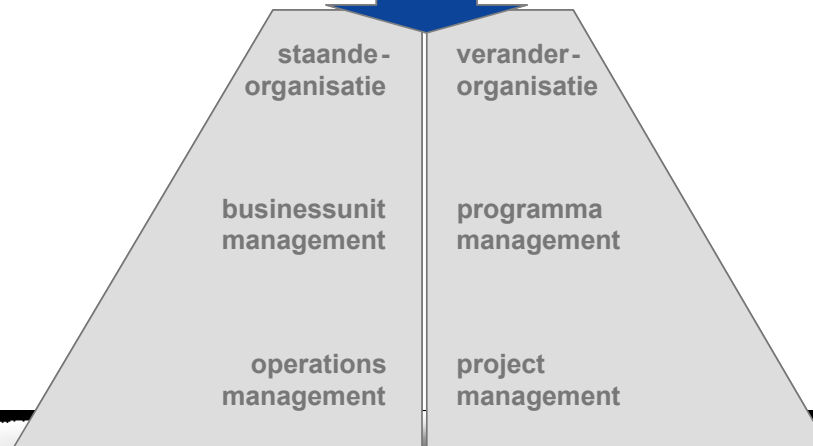 staande-
organisatie
verander-
organisatie
businessunit
management
programma
management
operations
management
project
management